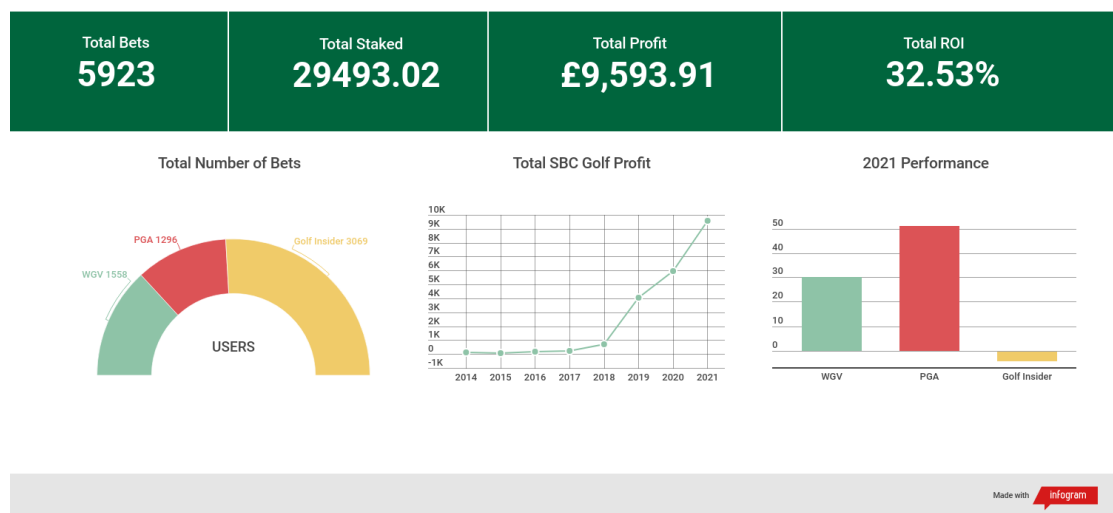 Total Bets
5923
Total Staked
29493.02
Total Profit
£9,593.91
Total ROI
32.53%
Total Number of Bets
WGV 1558
PGA 1296
Golf Insider 3069
USERS
Total SBC Golf Profit
10K
9K
8K
7K
6K
5K
4K
3K
2K
1K
0
-1K
2014 2015 2016 2017 2018 2019 2020 2021
2021 Performance
50
40
30
20
10
0
WGV PGA Golf Insider
Made with infogram